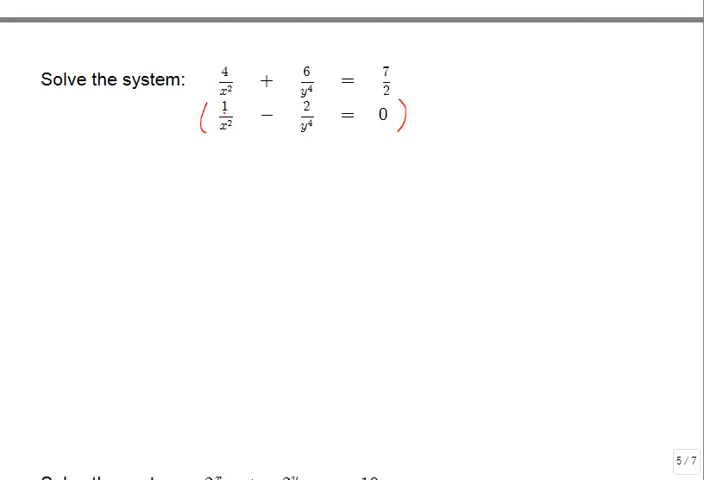 Solve the system: 4/x² + 6/y⁴ = 7/2
( 1/x² − 2/y⁴ = 0 )
5 / 7